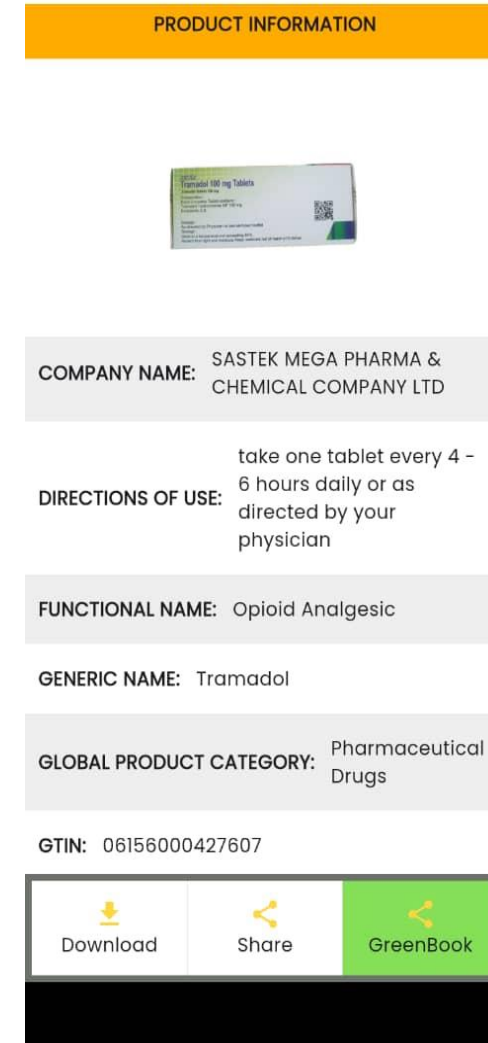 PRODUCT INFORMATION
Tramadol 100 mg Tablets
COMPANY NAME:
SASTEK MEGA PHARMA &
CHEMICAL COMPANY LTD
DIRECTIONS OF USE:
take one tablet every 4 -
6 hours daily or as
directed by your
physician
FUNCTIONAL NAME: Opioid Analgesic
GENERIC NAME: Tramadol
GLOBAL PRODUCT CATEGORY:
Pharmaceutical
Drugs
GTIN: 06156000427607
Download
Share
GreenBook